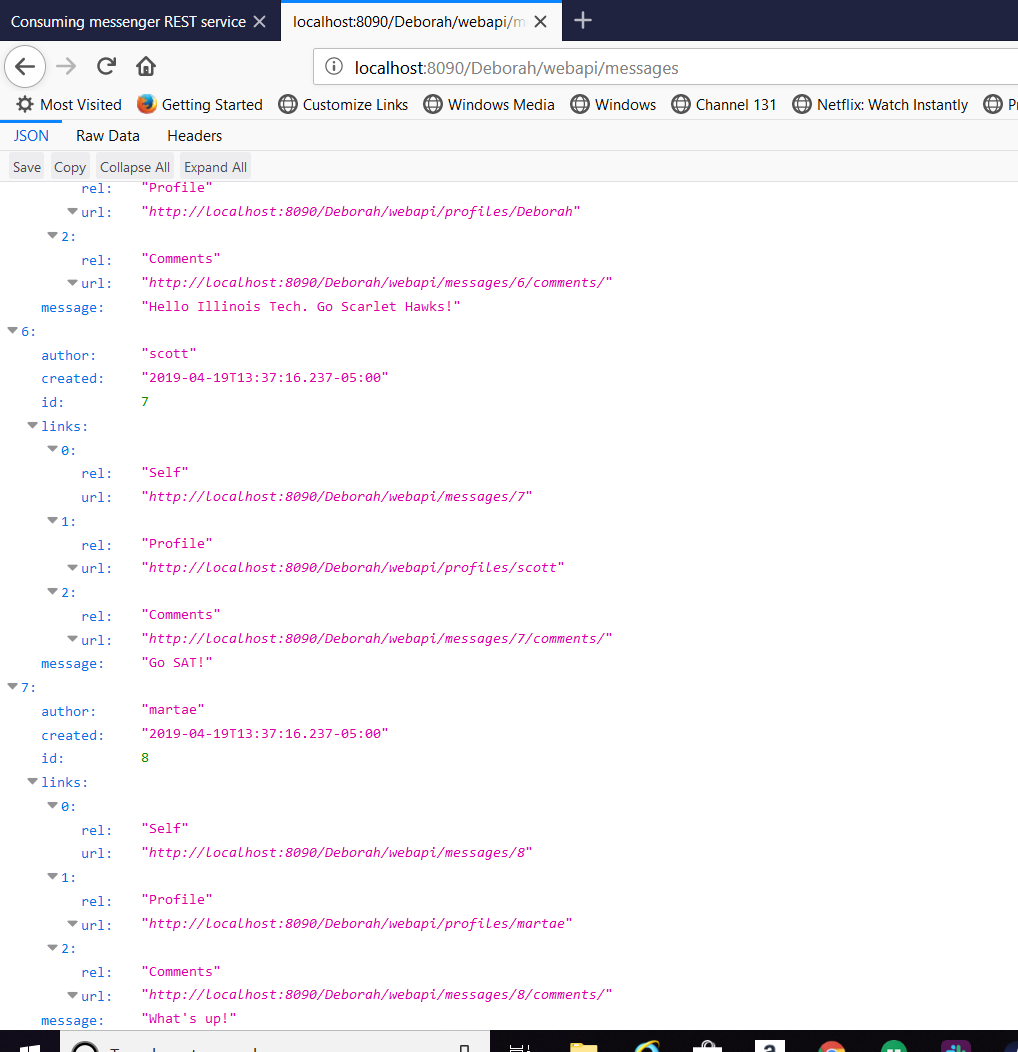 Consuming messenger REST service
localhost:8090/Deborah/webapi/m
localhost:8090/Deborah/webapi/messages
Most Visited Getting Started Customize Links Windows Media Windows Channel 131 Netflix: Watch Instantly
JSON Raw Data Headers
Save Copy Collapse All Expand All
rel: "Profile"
url: "http://localhost:8090/Deborah/webapi/profiles/Deborah"
2:
rel: "Comments"
url: "http://localhost:8090/Deborah/webapi/messages/6/comments/"
message: "Hello Illinois Tech. Go Scarlet Hawks!"
6:
author: "scott"
created: "2019-04-19T13:37:16.237-05:00"
id: 7
links:
0:
rel: "Self"
url: "http://localhost:8090/Deborah/webapi/messages/7"
1:
rel: "Profile"
url: "http://localhost:8090/Deborah/webapi/profiles/scott"
2:
rel: "Comments"
url: "http://localhost:8090/Deborah/webapi/messages/7/comments/"
message: "Go SAT!"
7:
author: "martae"
created: "2019-04-19T13:37:16.237-05:00"
id: 8
links:
0:
rel: "Self"
url: "http://localhost:8090/Deborah/webapi/messages/8"
1:
rel: "Profile"
url: "http://localhost:8090/Deborah/webapi/profiles/martae"
2:
rel: "Comments"
url: "http://localhost:8090/Deborah/webapi/messages/8/comments/"
message: "What's up!"